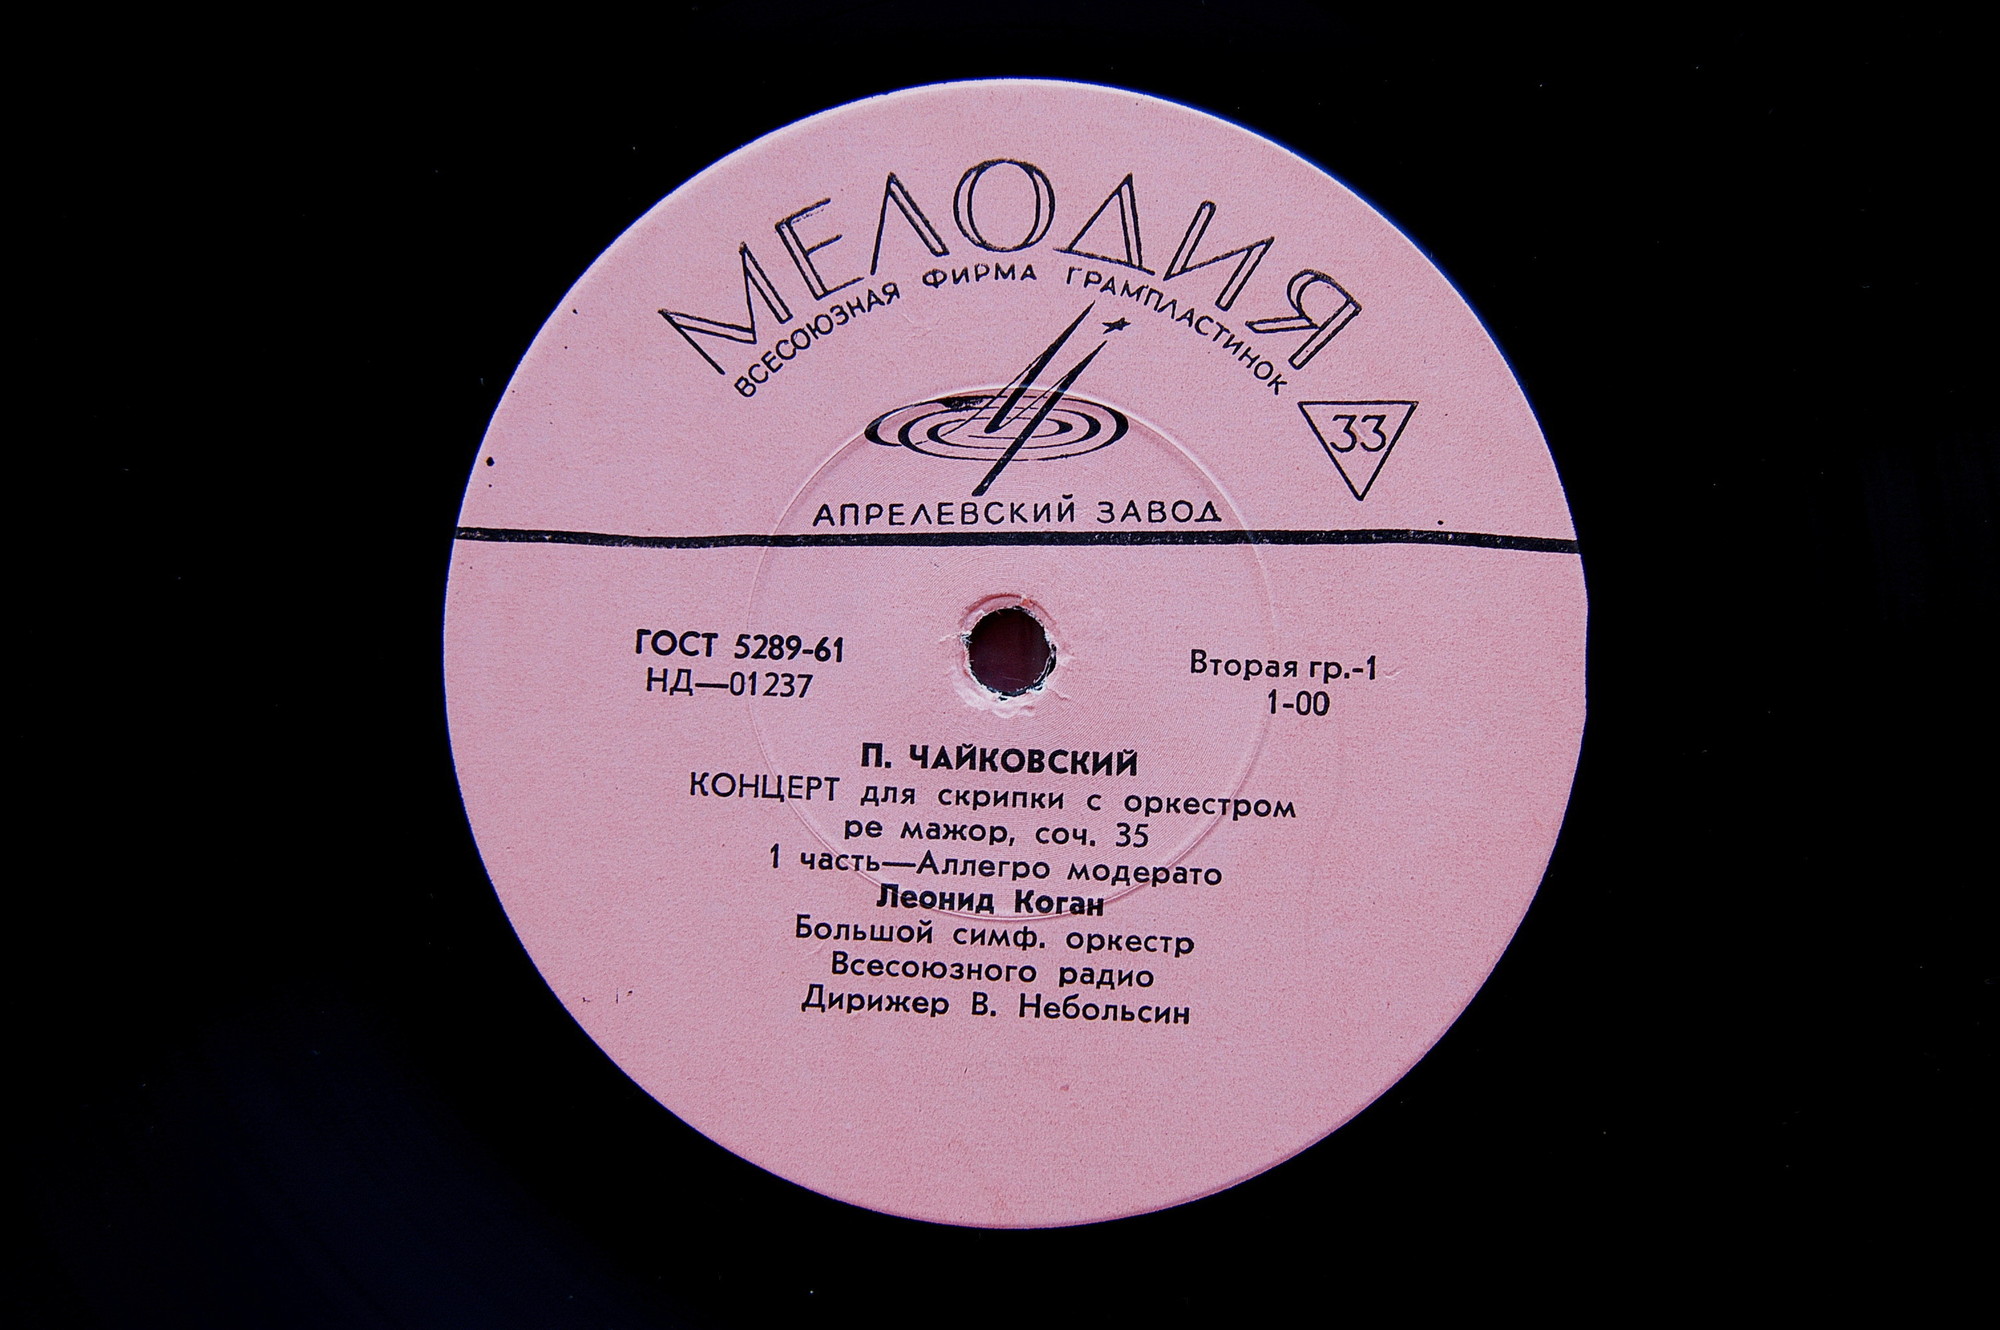 МЕЛОДИЯ
ВСЕСОЮЗНАЯ ФИРМА ГРАМПЛАСТИНОК
33
АПРЕЛЕВСКИЙ ЗАВОД
ГОСТ 5289-61
НД—01237
Вторая гр.-1
1-00
П. ЧАЙКОВСКИЙ
КОНЦЕРТ для скрипки с оркестром
ре мажор, соч. 35
1 часть—Аллегро модерато
Леонид Коган
Большой симф. оркестр
Всесоюзного радио
Дирижер В. Небольсин